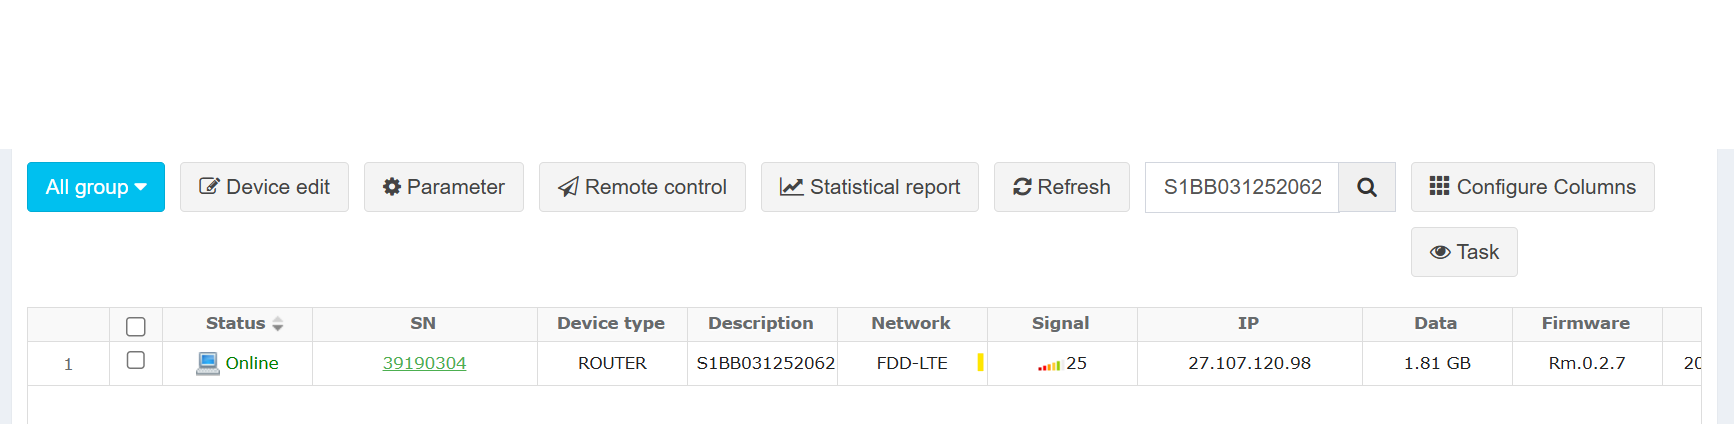 All group Device edit Parameter Remote control Statistical report Refresh S1BB031252062 Configure Columns
Task
Status SN Device type Description Network Signal IP Data Firmware
1 Online 39190304 ROUTER S1BB031252062 FDD-LTE 25 27.107.120.98 1.81 GB Rm.0.2.7 20